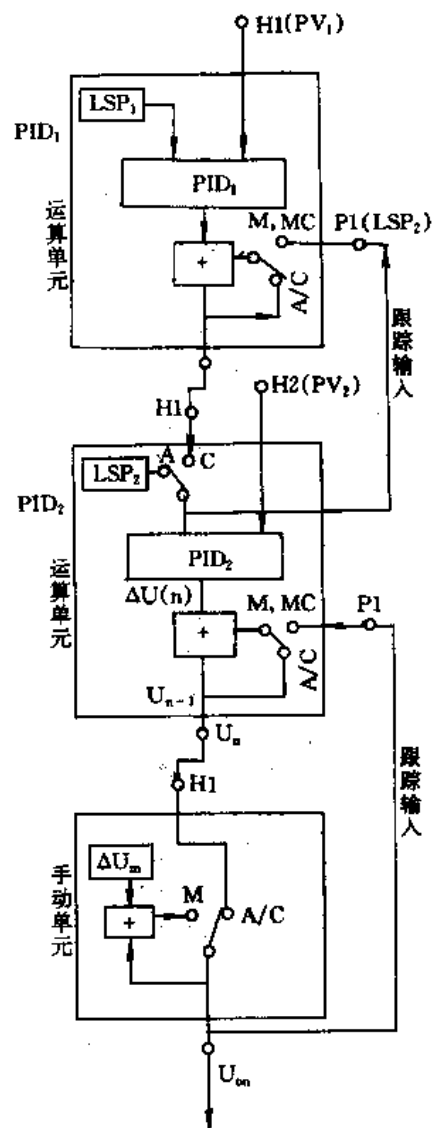 H1(PV₁)
LSP₁
PID₁
PID₁
运算单元
+
M, MC
P1(LSP₂)
A/C
跟踪输入
H1
H2(PV₂)
A
C
LSP₂
PID₂
PID₂
运算单元
ΔU(n)
M, MC
P1
+
A/C
Uₙ₋₁
Uₙ
H1
跟踪输入
手动单元
ΔUₘ
M
A/C
+
Uₒₙ